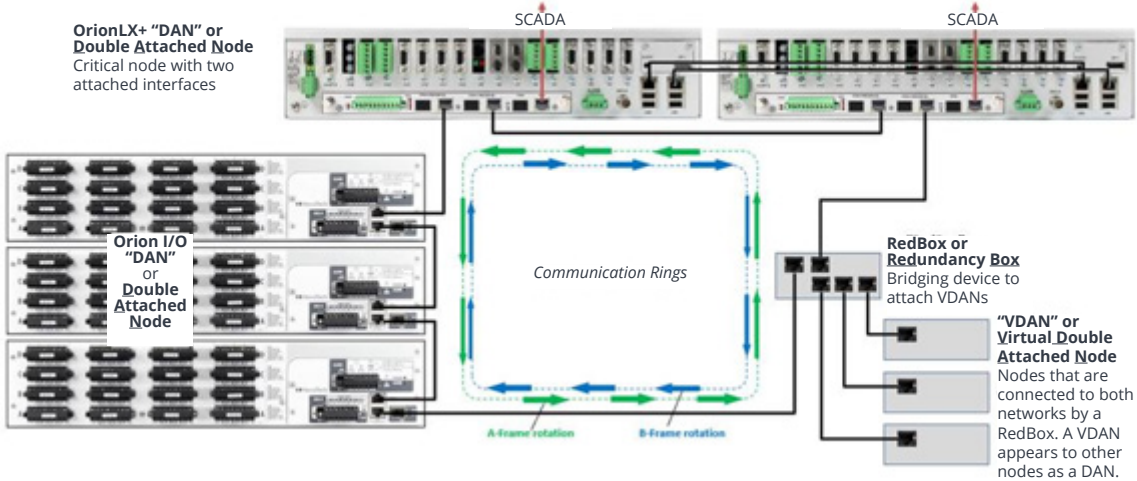 SCADA
SCADA
OrionLX+ “DAN” or
Double Attached Node
Critical node with two
attached interfaces
Orion I/O
“DAN”
or
Double
Attached
Node
Communication Rings
RedBox or
Redundancy Box
Bridging device to
attach VDANs
“VDAN” or
Virtual Double
Attached Node
Nodes that are
connected to both
networks by a
RedBox. A VDAN
appears to other
nodes as a DAN.
A-Frame rotation
B-Frame rotation